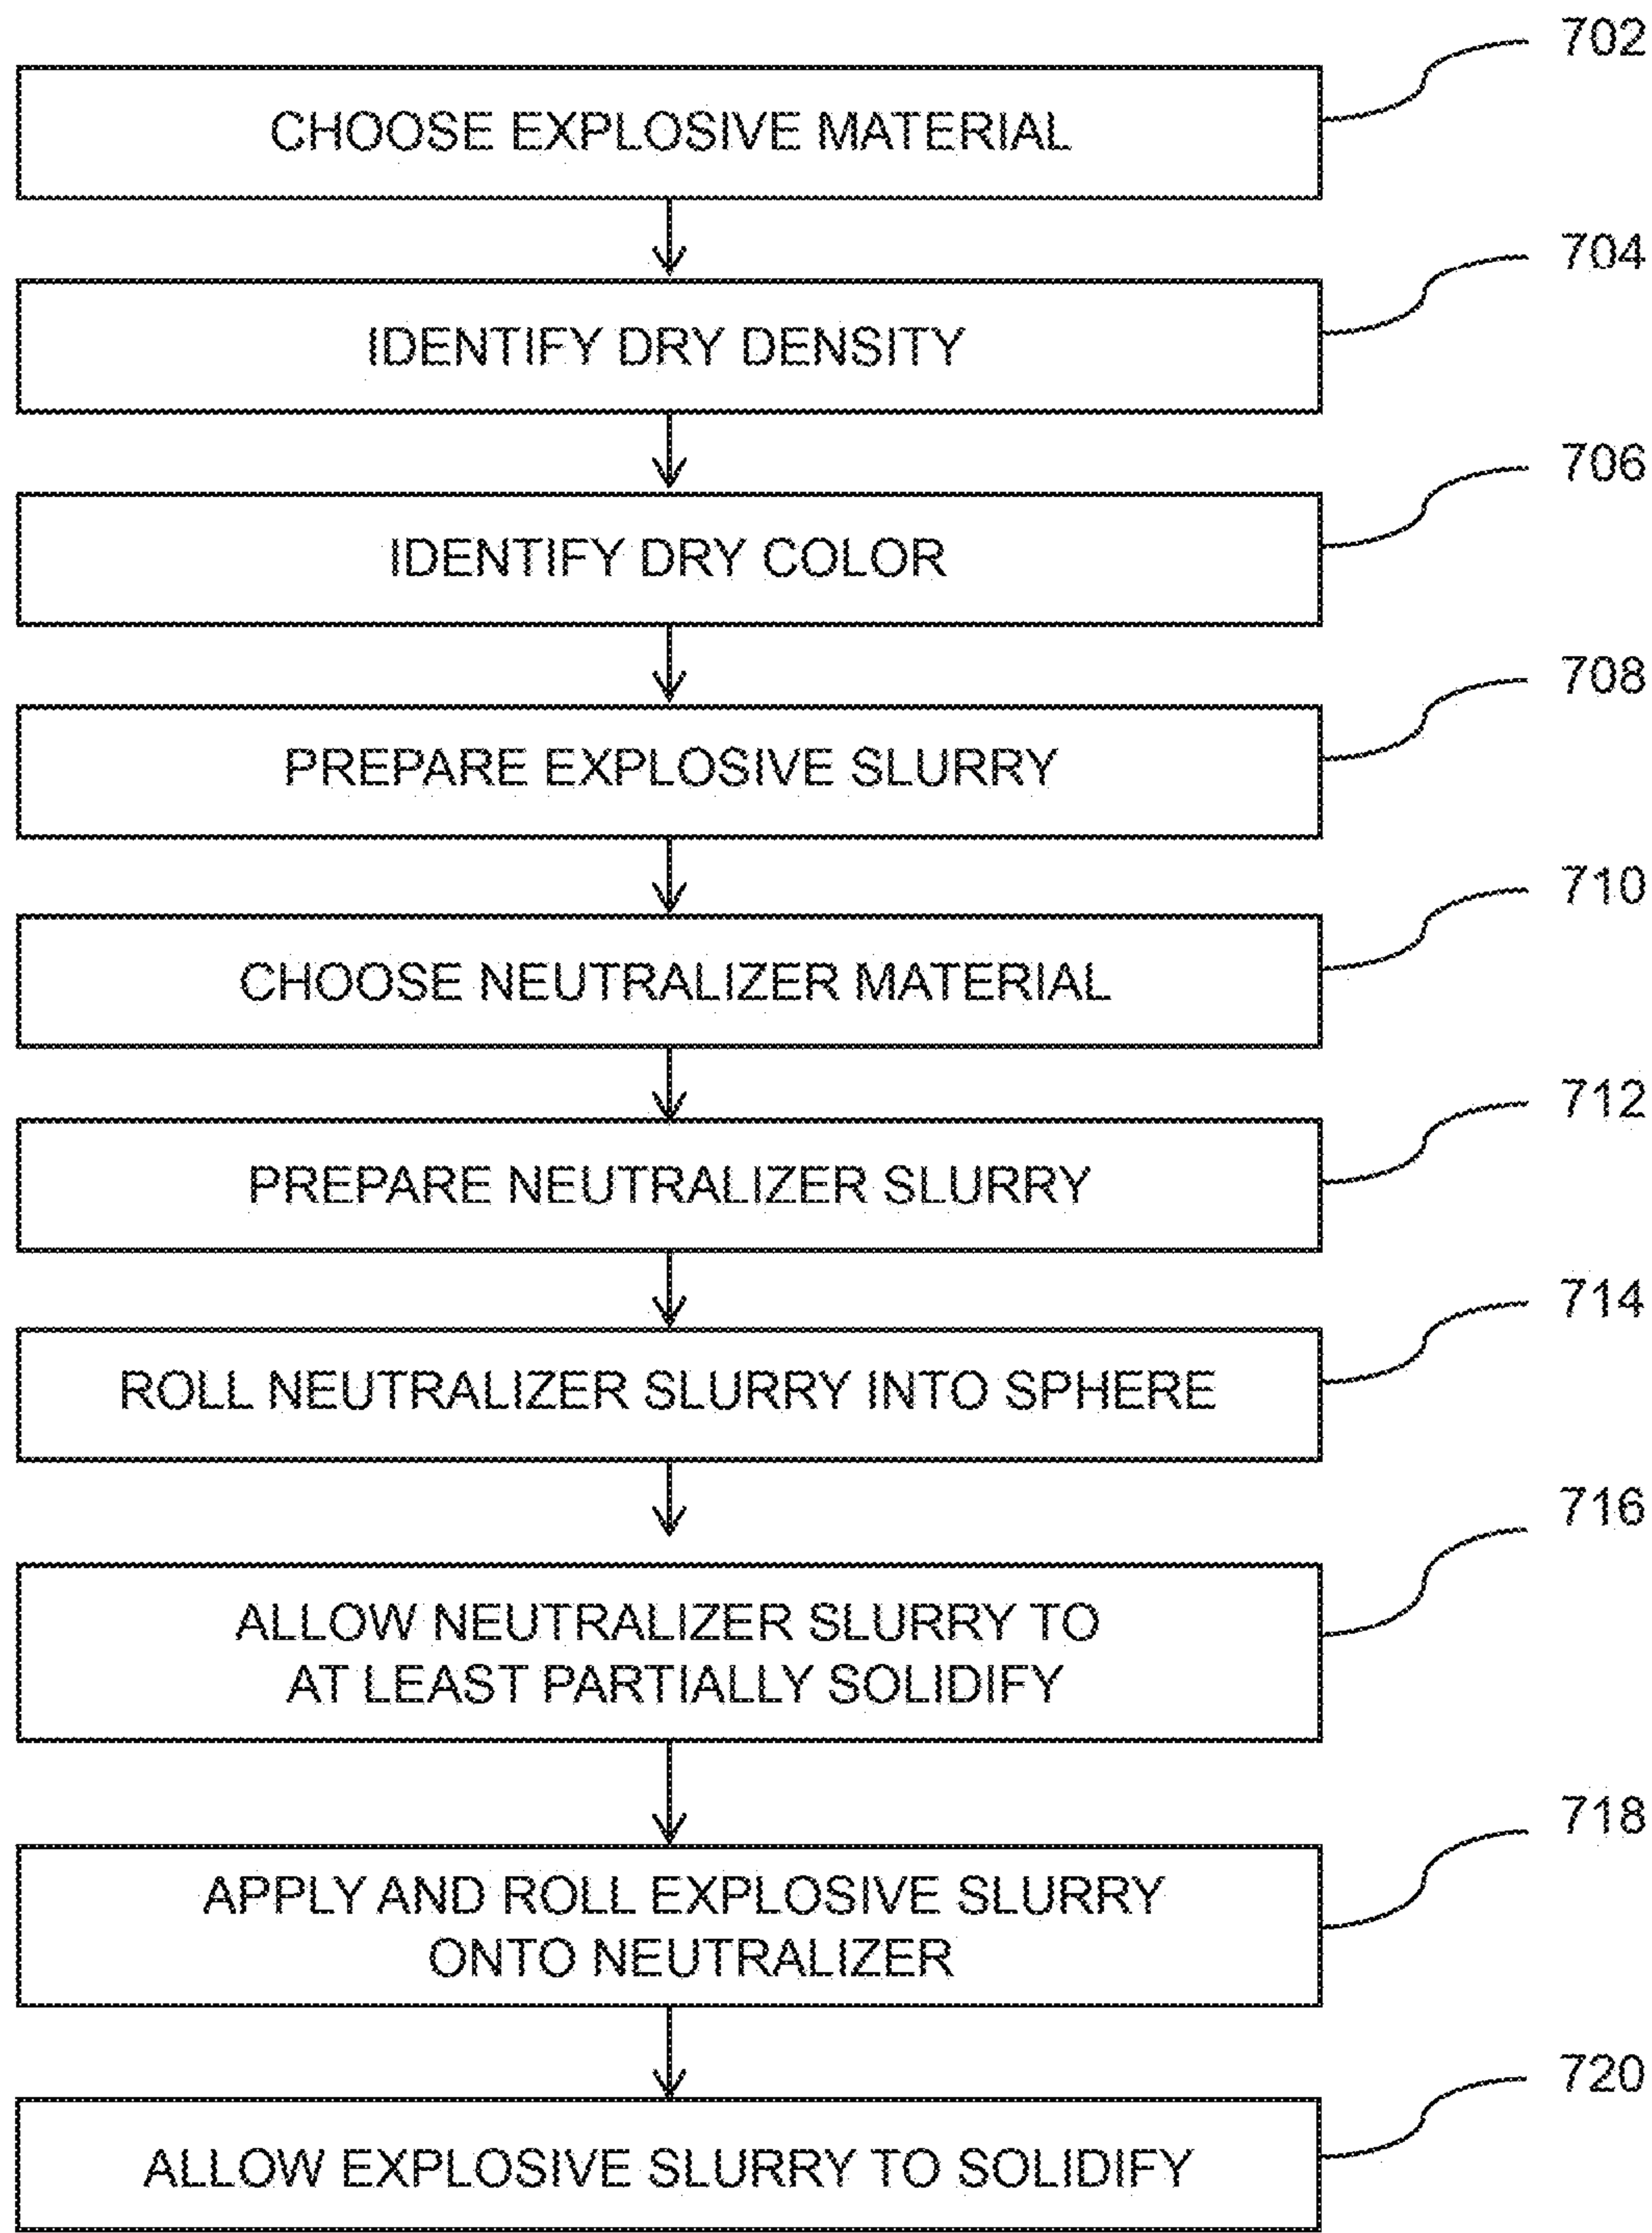 702
CHOOSE EXPLOSIVE MATERIAL
704
IDENTIFY DRY DENSITY
706
IDENTIFY DRY COLOR
708
PREPARE EXPLOSIVE SLURRY
710
CHOOSE NEUTRALIZER MATERIAL
712
PREPARE NEUTRALIZER SLURRY
714
ROLL NEUTRALIZER SLURRY INTO SPHERE
716
ALLOW NEUTRALIZER SLURRY TO
AT LEAST PARTIALLY SOLIDIFY
718
APPLY AND ROLL EXPLOSIVE SLURRY
ONTO NEUTRALIZER
720
ALLOW EXPLOSIVE SLURRY TO SOLIDIFY